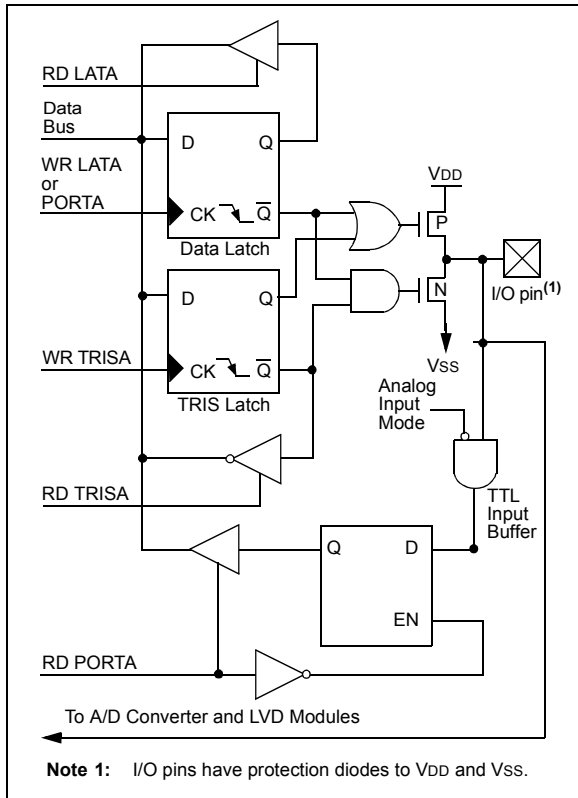 RD LATA
Data
Bus
D Q
WR LATA
or
PORTA
CK Q
Data Latch
VDD
P
N
I/O pin(1)
D Q
WR TRISA
CK Q
TRIS Latch
VSS
Analog
Input
Mode
RD TRISA
TTL
Input
Buffer
Q D
EN
RD PORTA
To A/D Converter and LVD Modules
Note 1: I/O pins have protection diodes to VDD and VSS.